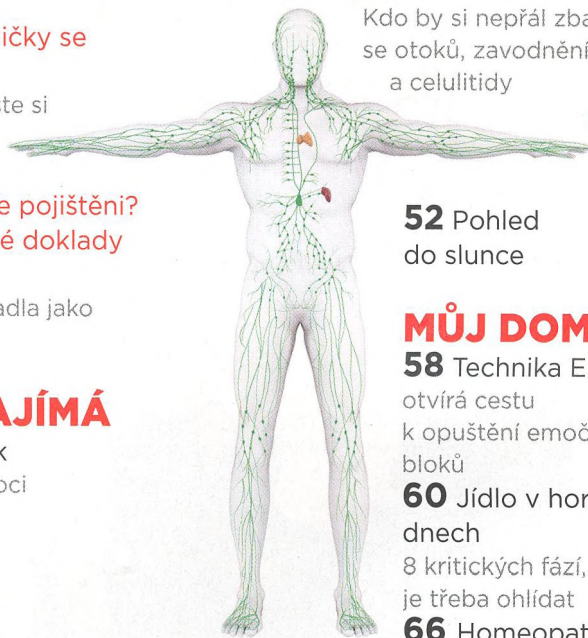 ičky se
ste si
e pojištěni?
é doklady
adla jako
AJÍMÁ
k
oci
Kdo by si nepřál zba
se otoků, zavodnění
a celulitidy
52 Pohled
do slunce
MŮJ DOM
58 Technika E
otvírá cestu
k opuštění emoč
bloků
60 Jídlo v hor
dnech
8 kritických fází,
je třeba ohlídat
66 Homeopat